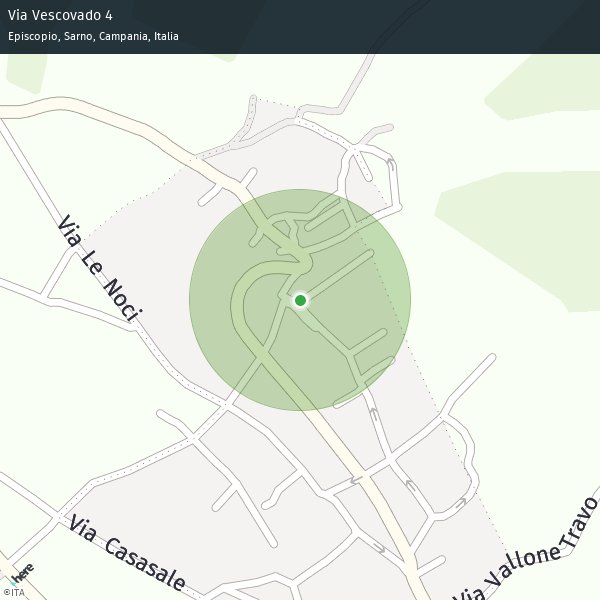 Via Vescovado 4
Episcopio, Sarno, Campania, Italia
Via Le Noci
Via Casasale
Via Vallone Travo
here
©ITA